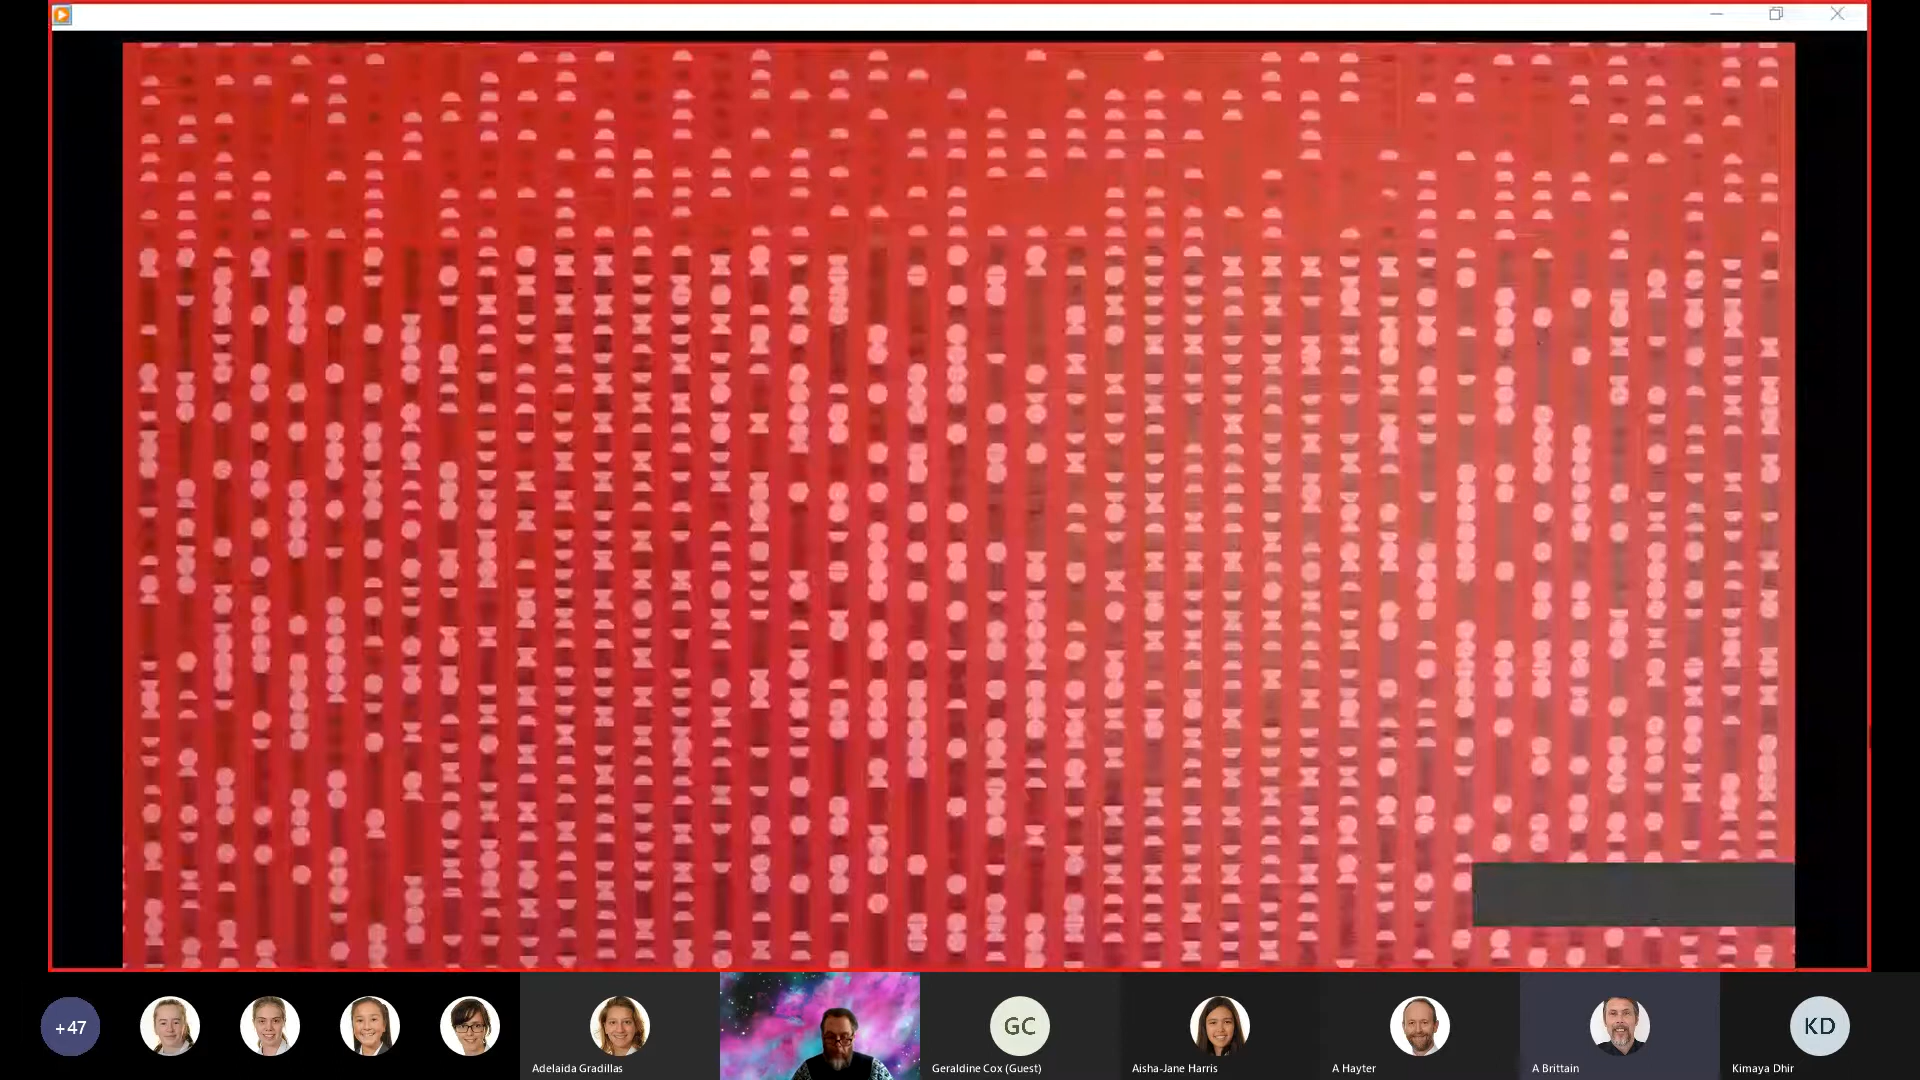 +47
Adelaida Gradillas
GC
Geraldine Cox (Guest)
Aisha-Jane Harris
A Hayter
A Brittain
KD
Kimaya Dhir